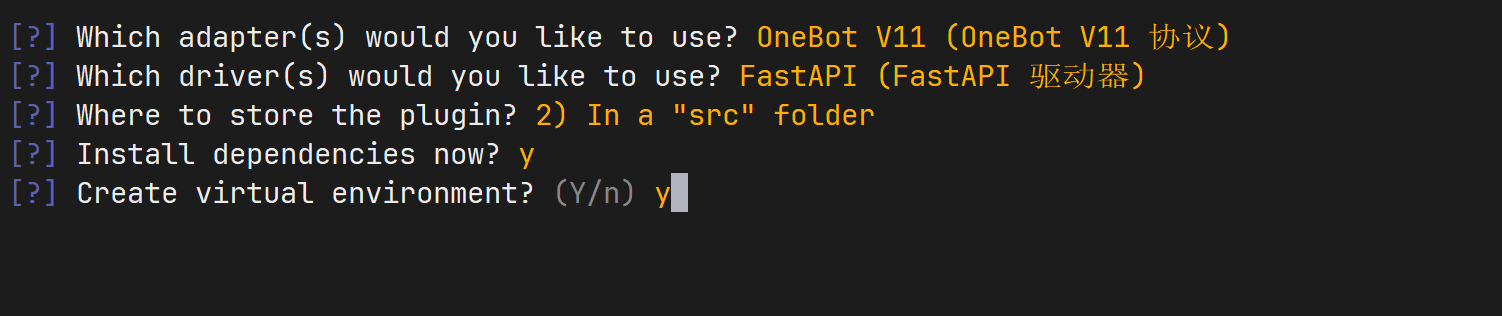 [?] Which adapter(s) would you like to use? OneBot V11 (OneBot V11 协议)
[?] Which driver(s) would you like to use? FastAPI (FastAPI 驱动器)
[?] Where to store the plugin? 2) In a "src" folder
[?] Install dependencies now? y
[?] Create virtual environment? (Y/n) y